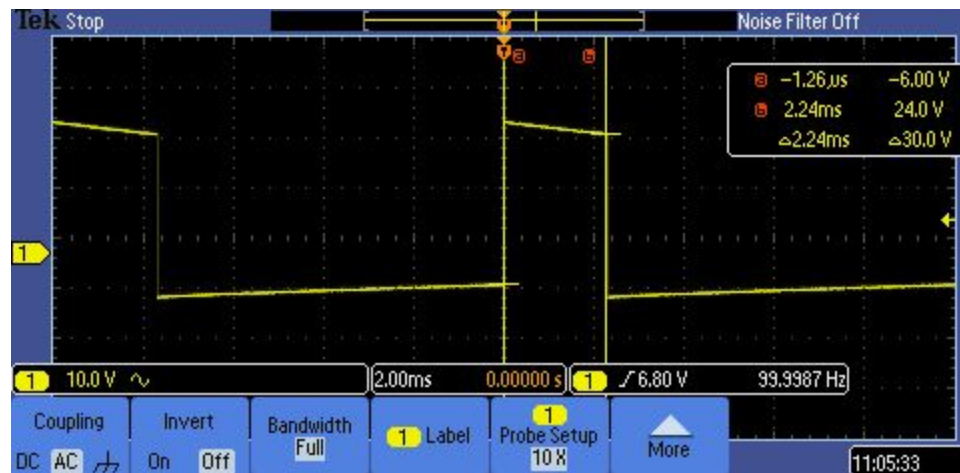 Tek Stop
Noise Filter Off
T
T a b
a -1.26µs -6.00 V
b 2.24ms 24.0 V
△2.24ms △30.0 V
1
1 10.0 V 2.00ms 0.00000 s 1 6.80 V 99.9987 Hz
Coupling
DC AC
Invert
On Off
Bandwidth
Full
1 Label
1
Probe Setup
10 X
More
11:05:33